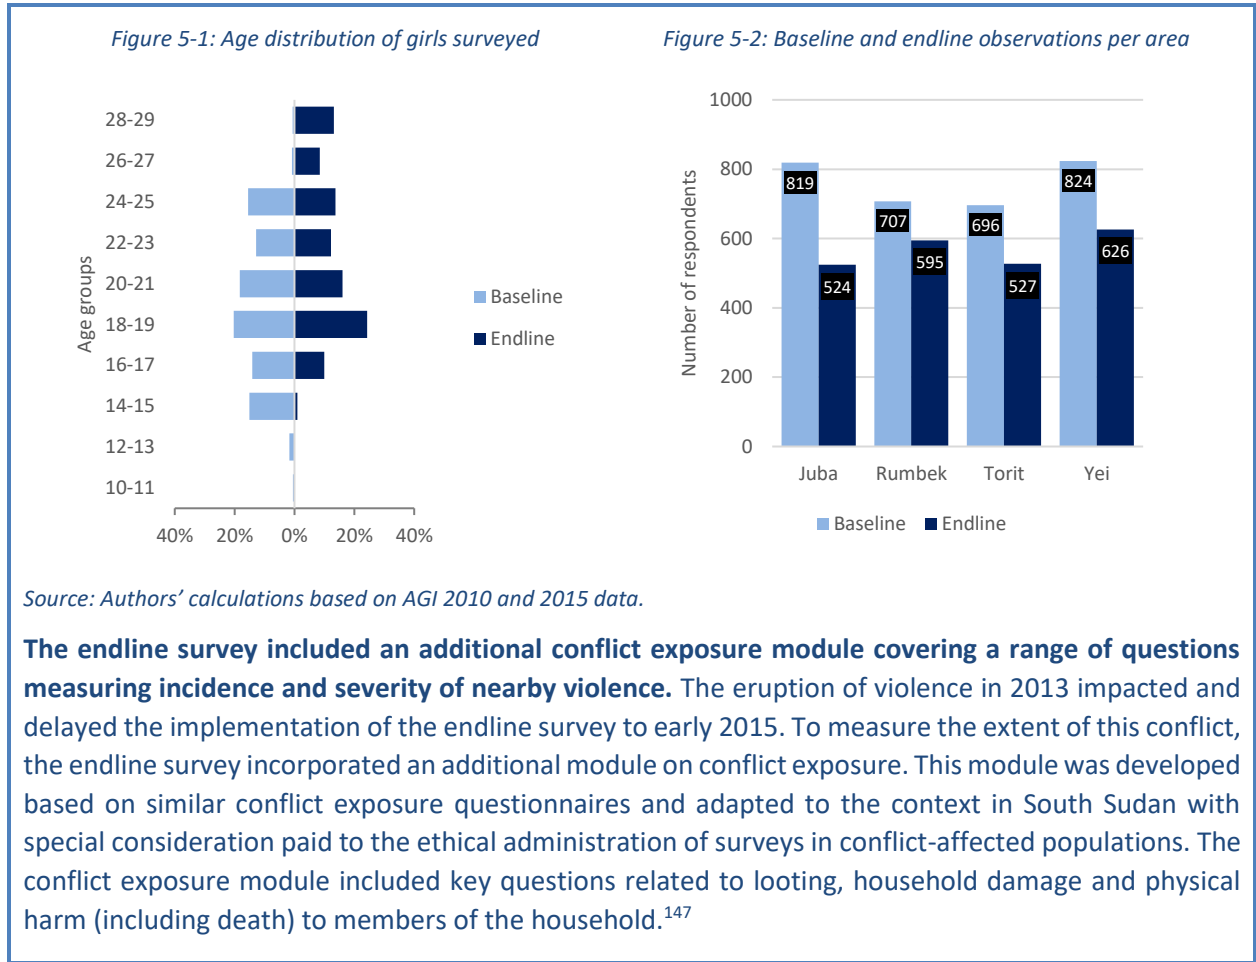 Figure 5-1: Age distribution of girls surveyed
Age groups
28-29
26-27
24-25
22-23
20-21
18-19
16-17
14-15
12-13
10-11
40% 20% 0% 20% 40%
Baseline
Endline
Figure 5-2: Baseline and endline observations per area
Number of respondents
1000
800
600
400
200
0
819
524
707
595
696
527
824
626
Juba Rumbek Torit Yei
Baseline Endline
Source: Authors’ calculations based on AGI 2010 and 2015 data.
The endline survey included an additional conflict exposure module covering a range of questions
measuring incidence and severity of nearby violence. The eruption of violence in 2013 impacted and
delayed the implementation of the endline survey to early 2015. To measure the extent of this conflict,
the endline survey incorporated an additional module on conflict exposure. This module was developed
based on similar conflict exposure questionnaires and adapted to the context in South Sudan with
special consideration paid to the ethical administration of surveys in conflict-affected populations. The
conflict exposure module included key questions related to looting, household damage and physical
harm (including death) to members of the household.147